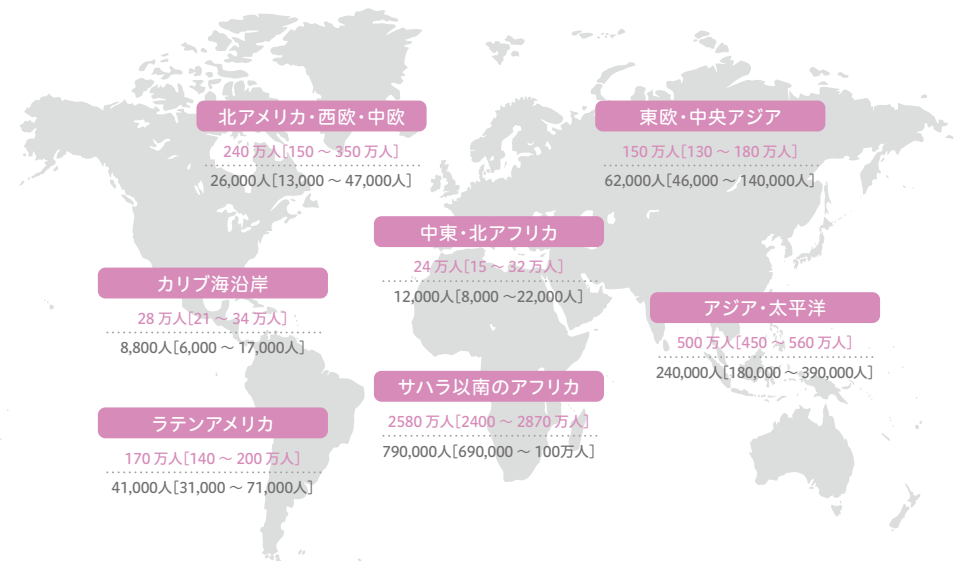 北アメリカ・西欧・中欧
240 万人[150 ~ 350 万人]
26,000人[13,000 ~ 47,000人]
東欧・中央アジア
150 万人[130 ~ 180 万人]
62,000人[46,000 ~ 140,000人]
中東・北アフリカ
24 万人[15 ~ 32 万人]
12,000人[8,000 ~22,000人]
カリブ海沿岸
28 万人[21 ~ 34 万人]
8,800人[6,000 ~ 17,000人]
アジア・太平洋
500 万人[450 ~ 560 万人]
240,000人[180,000 ~ 390,000人]
サハラ以南のアフリカ
2580 万人[2400 ~ 2870 万人]
790,000人[690,000 ~ 100万人]
ラテンアメリカ
170 万人[140 ~ 200 万人]
41,000人[31,000 ~ 71,000人]